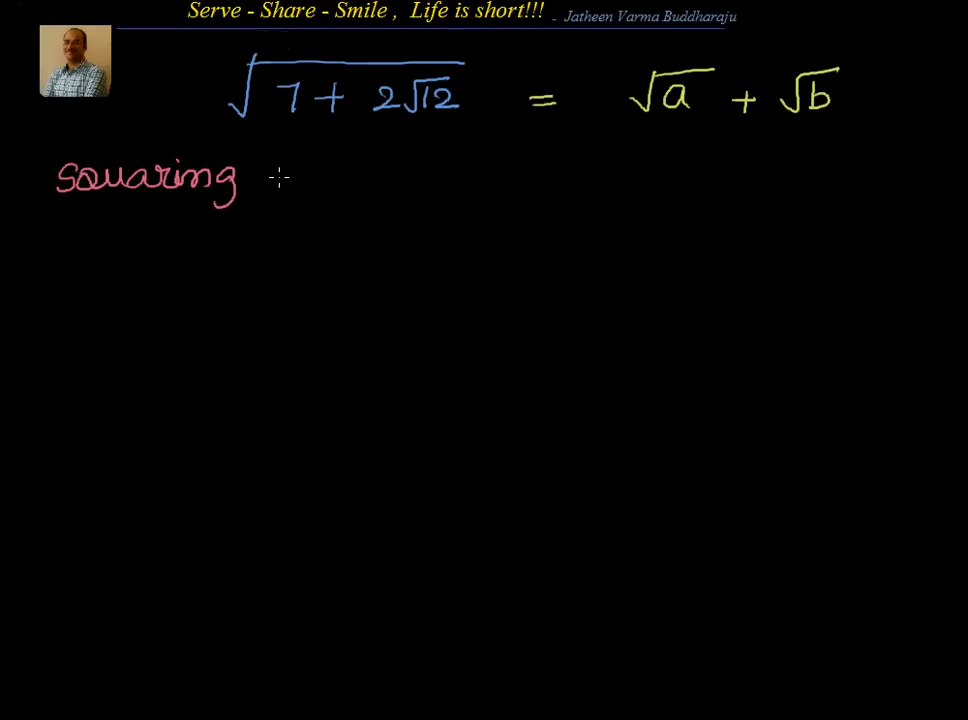 Serve - Share - Smile , Life is short!!! - Jatheen Varma Buddharaju
√(7 + 2√12) = √a + √b
Squaring